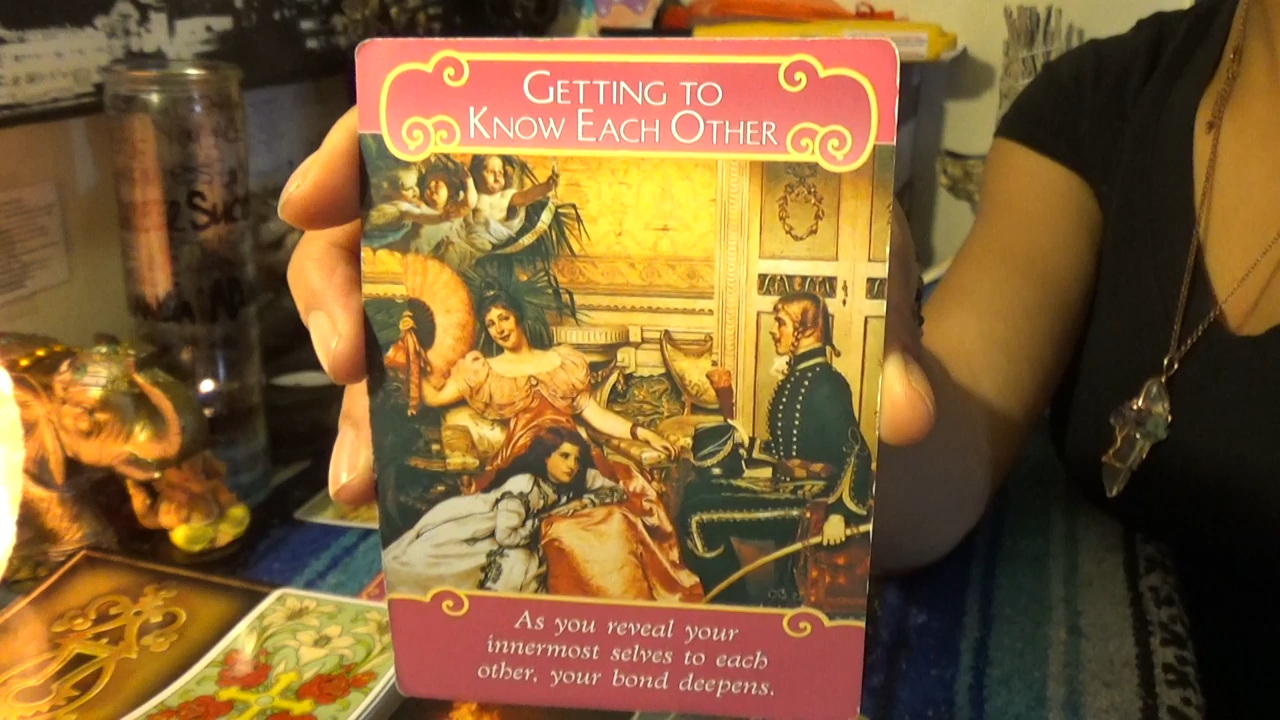 GETTING TO
KNOW EACH OTHER
As you reveal your
innermost selves to each
other, your bond deepens.